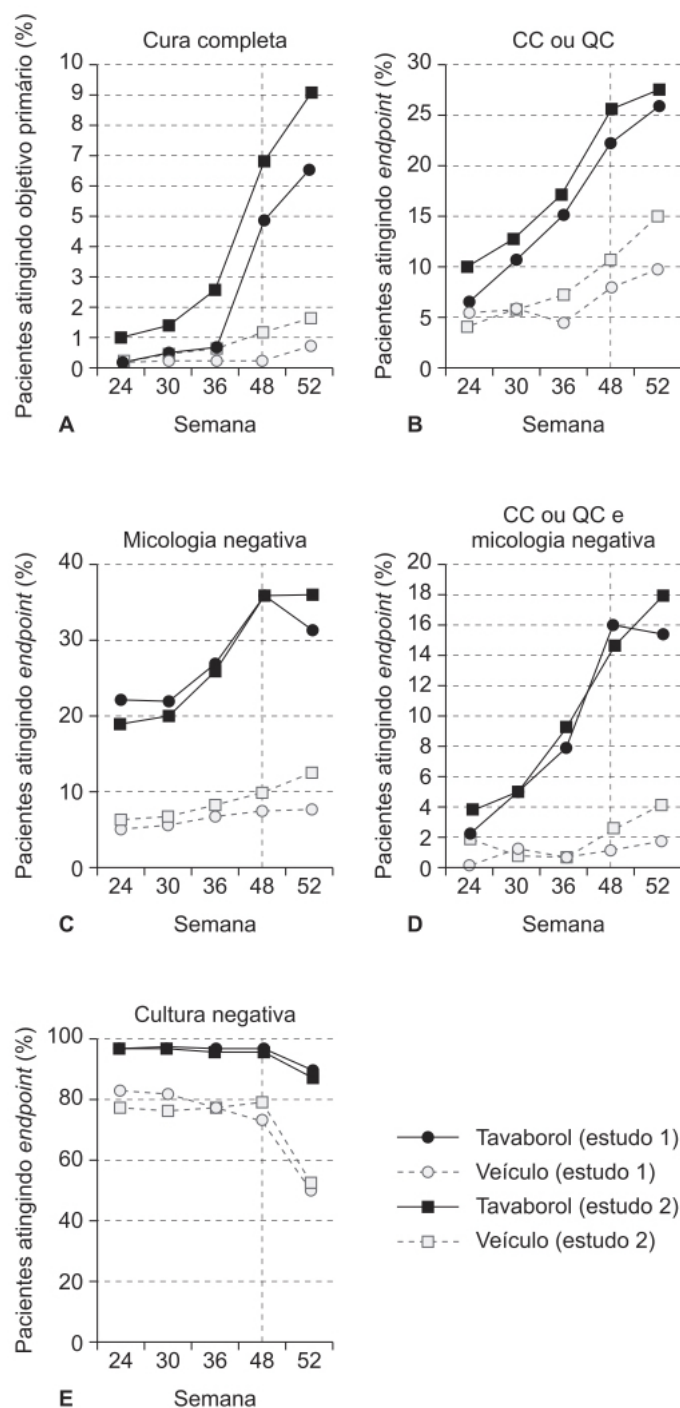 Cura completa
Pacientes atingindo objetivo primário (%)
10
9
8
7
6
5
4
3
2
1
0
24 30 36 48 52
A Semana
CC ou QC
Pacientes atingindo endpoint (%)
30
25
20
15
10
5
0
24 30 36 48 52
B Semana
Micologia negativa
Pacientes atingindo endpoint (%)
40
30
20
10
0
24 30 36 48 52
C Semana
CC ou QC e
micologia negativa
Pacientes atingindo endpoint (%)
20
18
16
14
12
10
8
6
4
2
0
24 30 36 48 52
D Semana
Cultura negativa
Pacientes atingindo endpoint (%)
100
80
60
40
20
0
24 30 36 48 52
E Semana
Tavaborol (estudo 1)
Veículo (estudo 1)
Tavaborol (estudo 2)
Veículo (estudo 2)